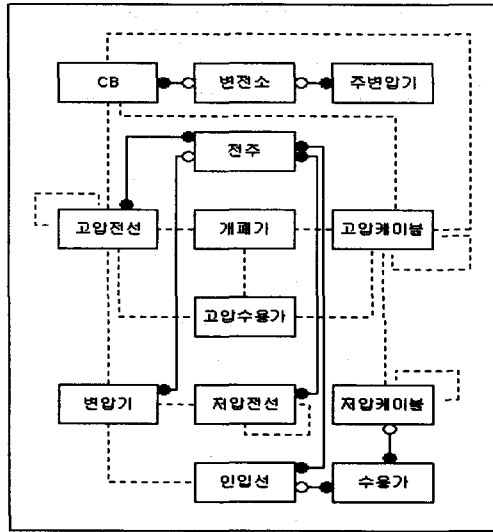 CB
변전소
주변압기
전주
고압전선
개폐기
고압케이블
고압수용가
변압기
저압전선
저압케이블
인입선
수용가